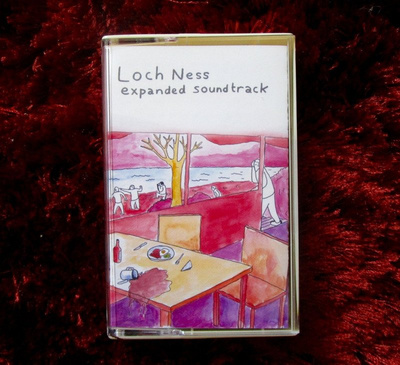 Loch Ness
expanded soundtrack